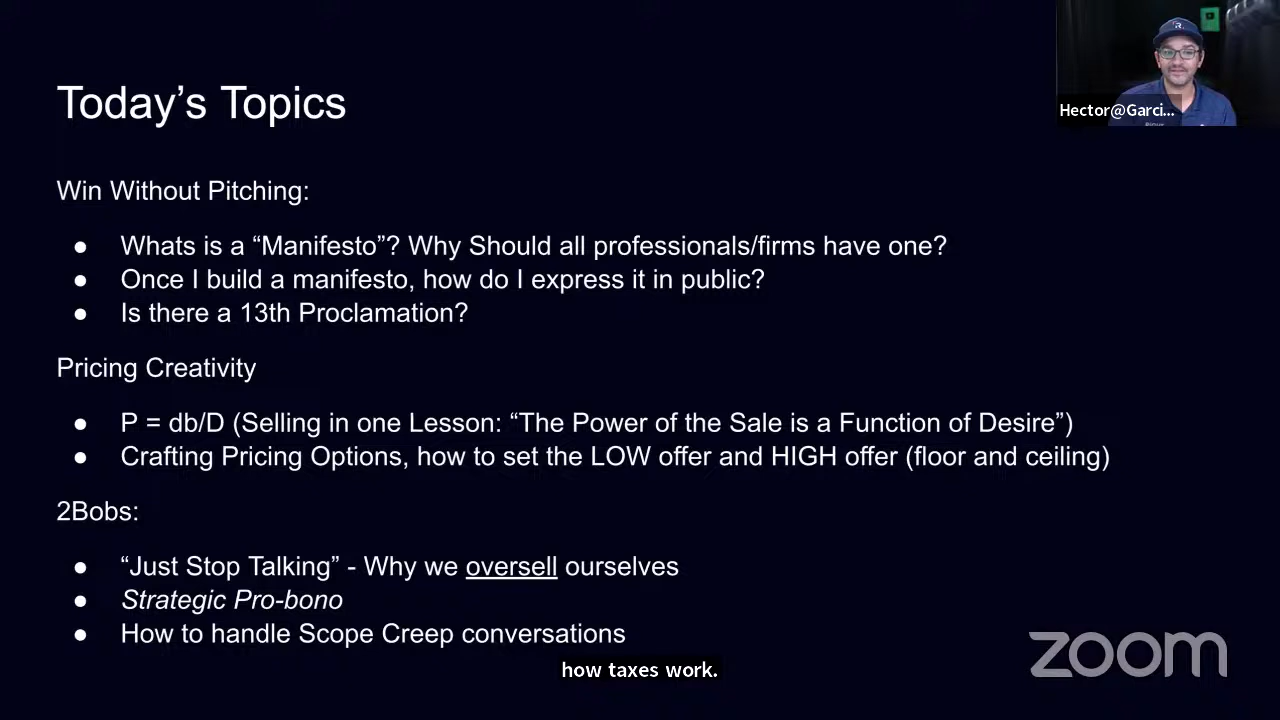 Today’s Topics
Hector@Garci...
Win Without Pitching:
● Whats is a “Manifesto”? Why Should all professionals/firms have one?
● Once I build a manifesto, how do I express it in public?
● Is there a 13th Proclamation?
Pricing Creativity
● P = db/D (Selling in one Lesson: “The Power of the Sale is a Function of Desire”)
● Crafting Pricing Options, how to set the LOW offer and HIGH offer (floor and ceiling)
2Bobs:
● “Just Stop Talking” - Why we oversell ourselves
● Strategic Pro-bono
● How to handle Scope Creep conversations
zoom
how taxes work.